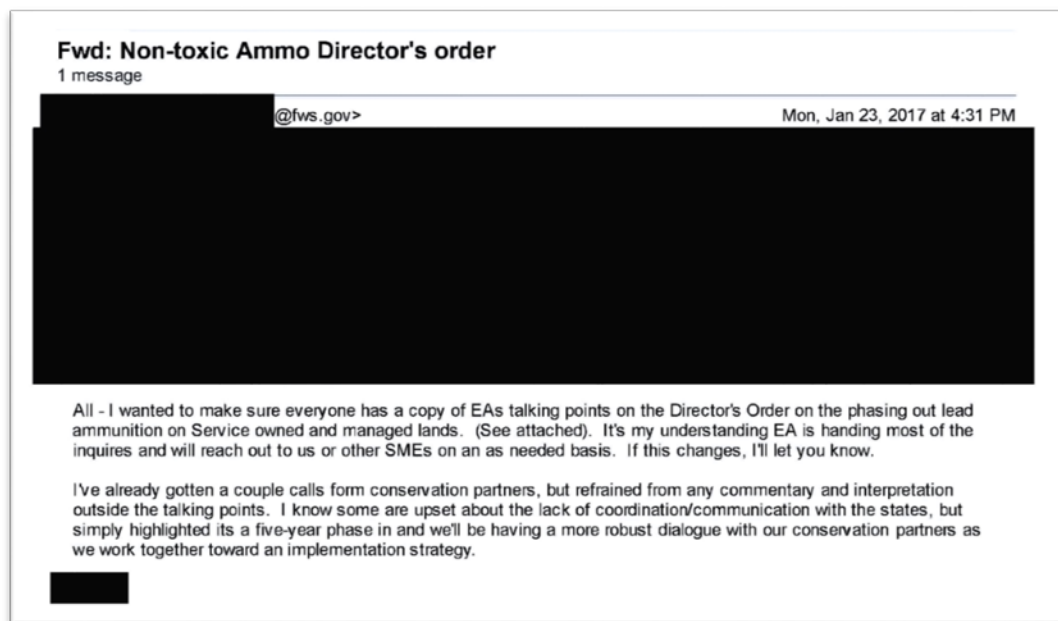 Fwd: Non-toxic Ammo Director's order
1 message
@fws.gov> Mon, Jan 23, 2017 at 4:31 PM
All - I wanted to make sure everyone has a copy of EAs talking points on the Director's Order on the phasing out lead
ammunition on Service owned and managed lands. (See attached). It's my understanding EA is handing most of the
inquires and will reach out to us or other SMEs on an as needed basis. If this changes, I'll let you know.
I've already gotten a couple calls form conservation partners, but refrained from any commentary and interpretation
outside the talking points. I know some are upset about the lack of coordination/communication with the states, but
simply highlighted its a five-year phase in and we'll be having a more robust dialogue with our conservation partners as
we work together toward an implementation strategy.